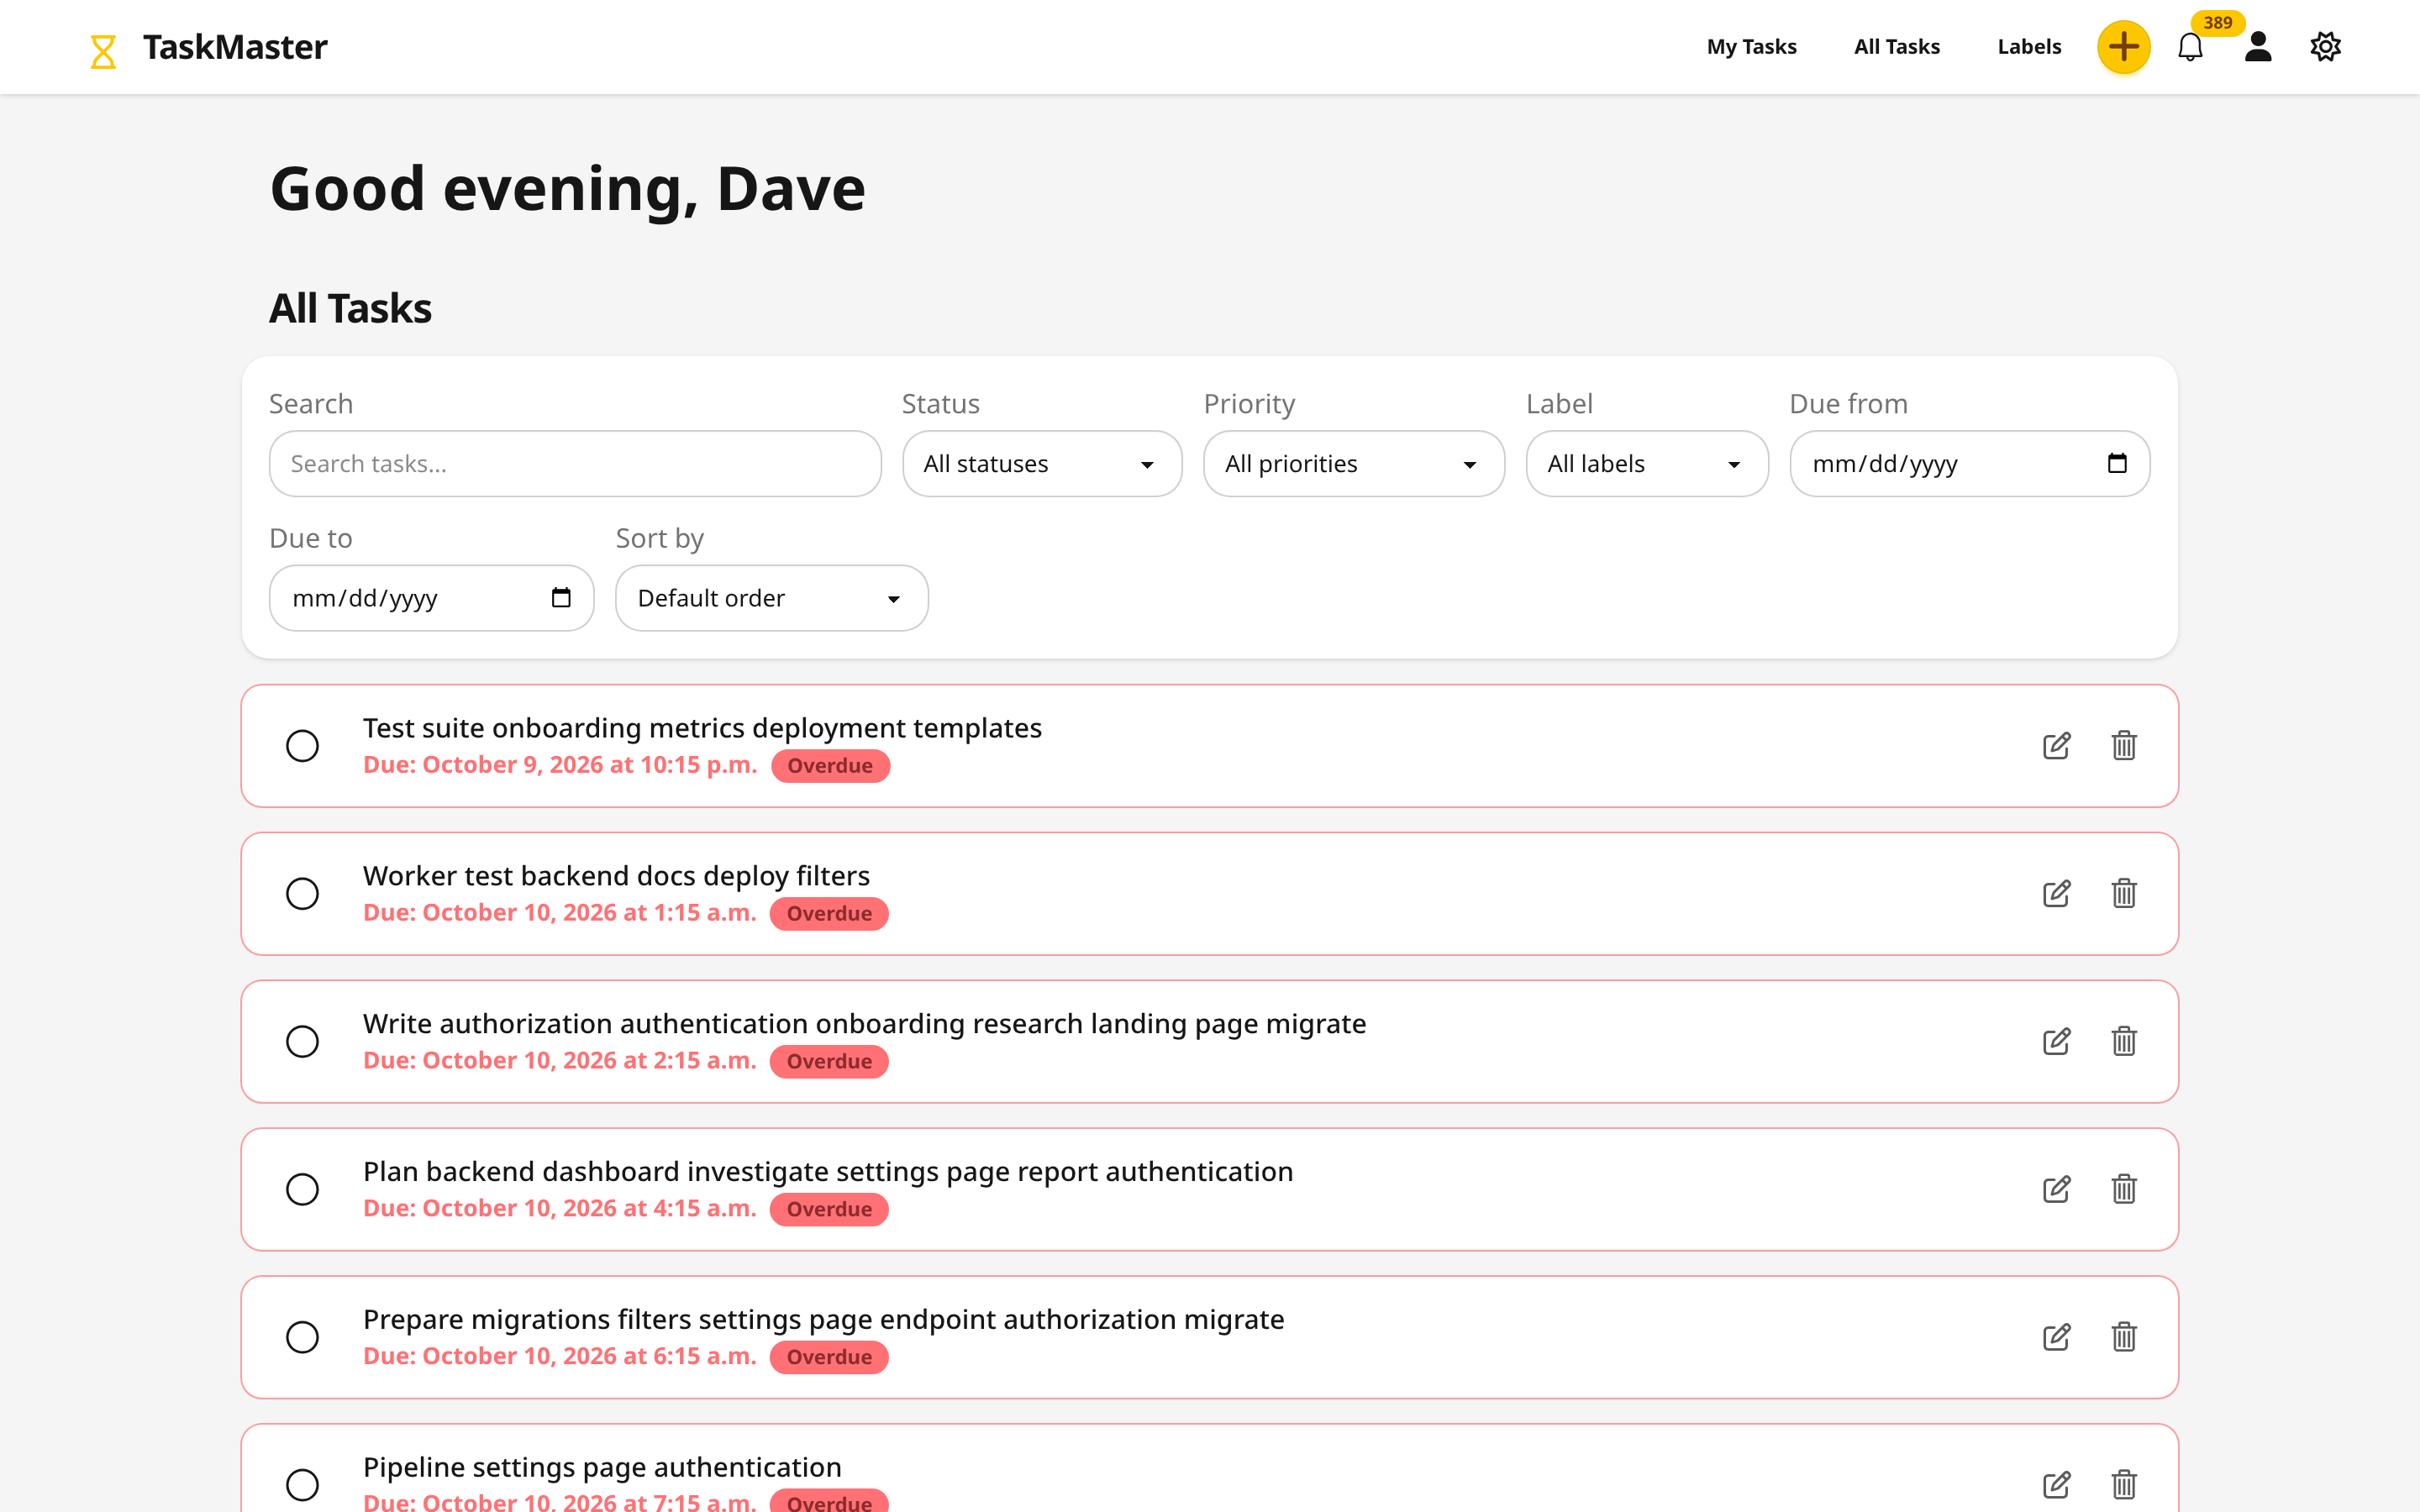 TaskMaster
My Tasks
All Tasks
Labels
389
Good evening, Dave
All Tasks
Search
Status
Priority
Label
Due from
Search tasks...
All statuses
All priorities
All labels
mm/dd/yyyy
Due to
Sort by
mm/dd/yyyy
Default order
Test suite onboarding metrics deployment templates
Due: October 9, 2026 at 10:15 p.m. Overdue
Worker test backend docs deploy filters
Due: October 10, 2026 at 1:15 a.m. Overdue
Write authorization authentication onboarding research landing page migrate
Due: October 10, 2026 at 2:15 a.m. Overdue
Plan backend dashboard investigate settings page report authentication
Due: October 10, 2026 at 4:15 a.m. Overdue
Prepare migrations filters settings page endpoint authorization migrate
Due: October 10, 2026 at 6:15 a.m. Overdue
Pipeline settings page authentication
Due: October 10, 2026 at 7:15 a.m. Overdue